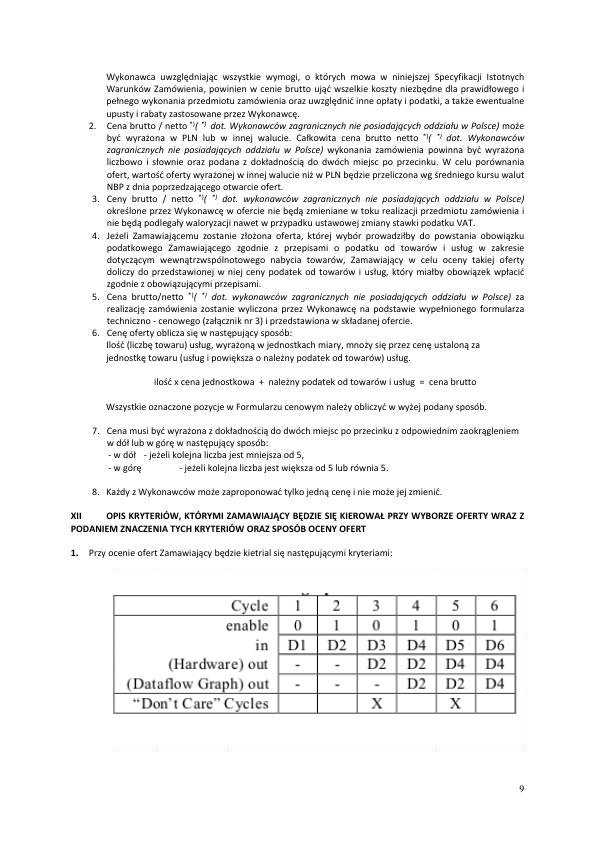 Wykonawca uwzględniając wszystkie wymogi, o których mowa w niniejszej Specyfikacji Istotnych
Warunków Zamówienia, powinien w cenie brutto ująć wszelkie koszty niezbędne dla prawidłowego i
pełnego wykonania przedmiotu zamówienia oraz uwzględnić inne opłaty i podatki, a także ewentualne
upusty i rabaty zastosowane przez Wykonawcę.
2. Cena brutto / netto *)( *) dot. Wykonawców zagranicznych nie posiadających oddziału w Polsce) może
być wyrażona w PLN lub w innej walucie. Całkowita cena brutto netto *)( *) dot. Wykonawców
zagranicznych nie posiadających oddziału w Polsce) wykonania zamówienia powinna być wyrażona
liczbowo i słownie oraz podana z dokładnością do dwóch miejsc po przecinku. W celu porównania
ofert, wartość oferty wyrażonej w innej walucie niż w PLN będzie przeliczona wg średniego kursu walut
NBP z dnia poprzedzającego otwarcie ofert.
3. Ceny brutto / netto *)( *) dot. wykonawców zagranicznych nie posiadających oddziału w Polsce)
określone przez Wykonawcę w ofercie nie będą zmieniane w toku realizacji przedmiotu zamówienia i
nie będą podlegały waloryzacji nawet w przypadku ustawowej zmiany stawki podatku VAT.
4. Jeżeli Zamawiającemu zostanie złożona oferta, której wybór prowadziłby do powstania obowiązku
podatkowego Zamawiającego zgodnie z przepisami o podatku od towarów i usług w zakresie
dotyczącym wewnątrzwspólnotowego nabycia towarów, Zamawiający w celu oceny takiej oferty
doliczy do przedstawionej w niej ceny podatek od towarów i usług, który miałby obowiązek wpłacić
zgodnie z obowiązującymi przepisami.
5. Cena brutto/netto *)( *) dot. wykonawców zagranicznych nie posiadających oddziału w Polsce) za
realizację zamówienia zostanie wyliczona przez Wykonawcę na podstawie wypełnionego formularza
techniczno - cenowego (załącznik nr 3) i przedstawiona w składanej ofercie.
6. Cenę oferty oblicza się w następujący sposób:
Ilość (liczbę towaru) usług, wyrażoną w jednostkach miary, mnoży się przez cenę ustaloną za
jednostkę towaru (usług i powiększa o należny podatek od towarów) usług.
ilość x cena jednostkowa + należny podatek od towarów i usług = cena brutto
Wszystkie oznaczone pozycje w Formularzu cenowym należy obliczyć w wyżej podany sposób.
7. Cena musi być wyrażona z dokładnością do dwóch miejsc po przecinku z odpowiednim zaokrągleniem
w dół lub w górę w następujący sposób:
- w dół - jeżeli kolejna liczba jest mniejsza od 5,
- w górę - jeżeli kolejna liczba jest większa od 5 lub równia 5.
8. Każdy z Wykonawców może zaproponować tylko jedną cenę i nie może jej zmienić.
XII OPIS KRYTERIÓW, KTÓRYMI ZAMAWIAJĄCY BĘDZIE SIĘ KIEROWAŁ PRZY WYBORZE OFERTY WRAZ Z
PODANIEM ZNACZENIA TYCH KRYTERIÓW ORAZ SPOSÓB OCENY OFERT
1. Przy ocenie ofert Zamawiający będzie kietrial się następującymi kryteriami:
Cycle 1 2 3 4 5 6
enable 0 1 0 1 0 1
in D1 D2 D3 D4 D5 D6
(Hardware) out - - D2 D2 D4 D4
(Dataflow Graph) out - - - D2 D2 D4
“Don’t Care” Cycles X X
9